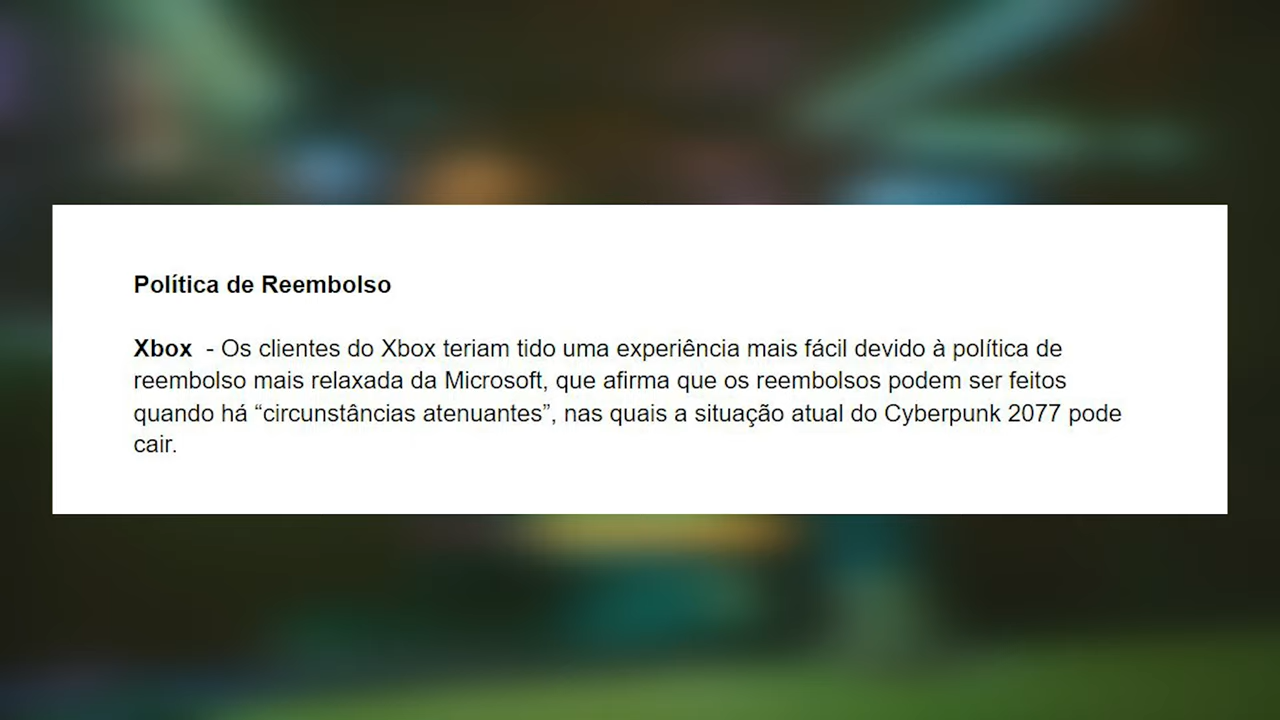 Política de Reembolso
Xbox - Os clientes do Xbox teriam tido uma experiência mais fácil devido à política de
reembolso mais relaxada da Microsoft, que afirma que os reembolsos podem ser feitos
quando há “circunstâncias atenuantes”, nas quais a situação atual do Cyberpunk 2077 pode
cair.